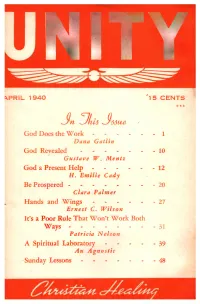 UNITY
APRIL 1940
15 CENTS
In This Issue
God Does the Work - - - - - - 1
Dana Gatlin
God Revealed - - - - - - - 10
Gustave W. Mentz
God a Present Help - - - - - - 12
H. Emilie Cady
Be Prospered - - - - - - - 20
Clara Palmer
Hands and Wings - - - - - - 27
Ernest C. Wilson
It's a Poor Rule That Won't Work Both
Ways - - - - - - - - 31
Patricia Nelson
A Spiritual Laboratory - - - - - 39
An Agnostic
Sunday Lessons - - - - - - 48
Christian Healing